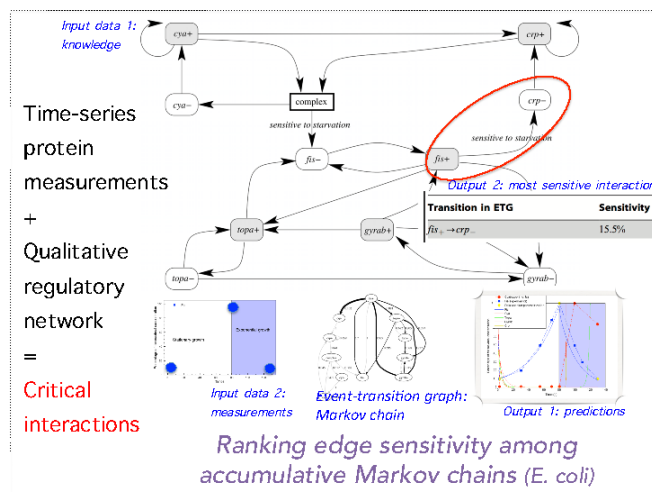 Input data 1:
knowledge
cya+
crp+
cya−
complex
crp−
sensitive to starvation
sensitive to starvation
fis−
fis+
Time-series
protein
measurements
+
Qualitative
regulatory
network
=
Critical
interactions
Output 2: most sensitive interaction
Transition in ETG Sensitivity
fis+ → crp− 15.5%
topa+
gyrab+
topa−
gyrab−
Exponential growth
Input data 2:
measurements
Event-transition graph:
Markov chain
Output 1: predictions
Ranking edge sensitivity among
accumulative Markov chains (E. coli)